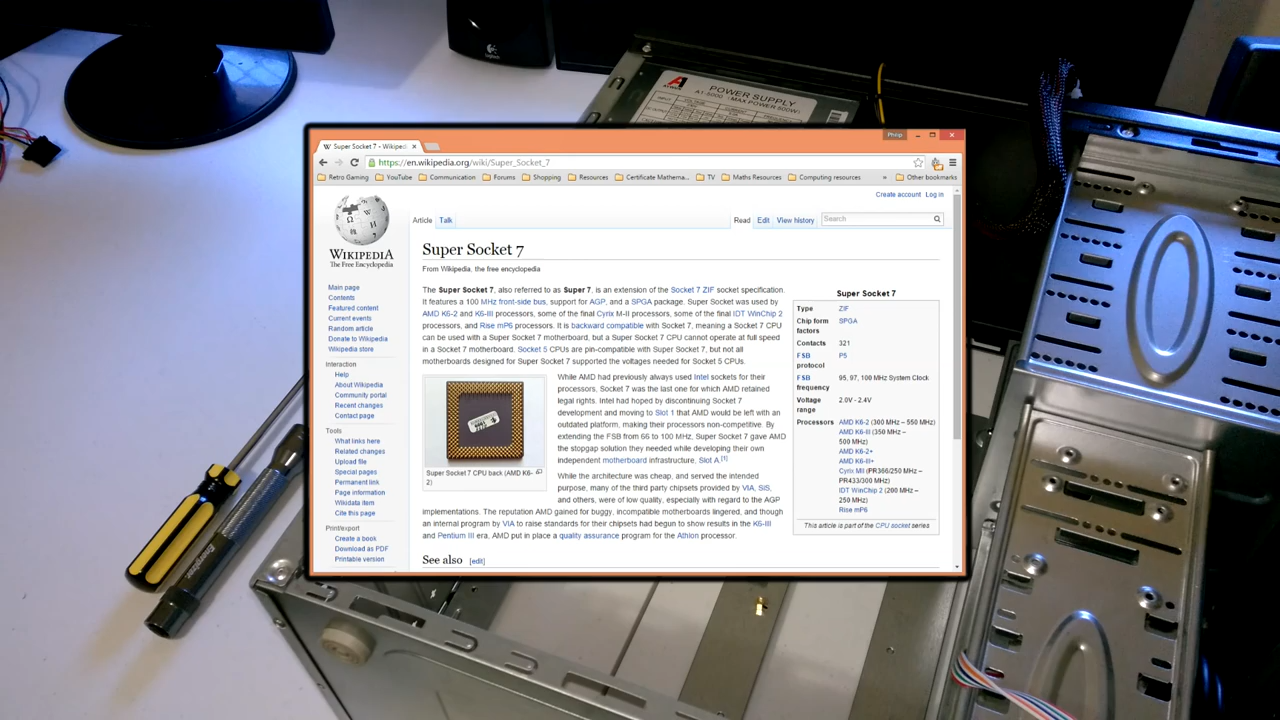 Logitech
POWER SUPPLY
MAX POWER 500W
Philip
Super Socket 7 - Wikiped
https://en.wikipedia.org/wiki/Super_Socket_7
Retro Gaming YouTube Communication Forums Shopping Resources Certificate Mathema... TV Maths Resources Computing resources » Other bookmarks
Create account Log in
Article Talk Read Edit View history Search
WIKIPEDIA
The Free Encyclopedia
Main page
Contents
Featured content
Current events
Random article
Donate to Wikipedia
Wikipedia store
Interaction
Help
About Wikipedia
Community portal
Recent changes
Contact page
Tools
What links here
Related changes
Upload file
Special pages
Permanent link
Page information
Wikidata item
Cite this page
Print/export
Create a book
Download as PDF
Printable version
Super Socket 7
From Wikipedia, the free encyclopedia
The Super Socket 7, also referred to as Super 7, is an extension of the Socket 7 ZIF socket specification.
It features a 100 MHz front-side bus, support for AGP, and a SPGA package. Super Socket was used by
AMD K6-2 and K6-III processors, some of the final Cyrix M-II processors, some of the final IDT WinChip 2
processors, and Rise mP6 processors. It is backward compatible with Socket 7, meaning a Socket 7 CPU
can be used with a Super Socket 7 motherboard, but a Super Socket 7 CPU cannot operate at full speed
in a Socket 7 motherboard. Socket 5 CPUs are pin-compatible with Super Socket 7, but not all
motherboards designed for Super Socket 7 supported the voltages needed for Socket 5 CPUs.
Super Socket 7 CPU back (AMD K6-
2)
While AMD had previously always used Intel sockets for their
processors, Socket 7 was the last one for which AMD retained
legal rights. Intel had hoped by discontinuing Socket 7
development and moving to Slot 1 that AMD would be left with an
outdated platform, making their processors non-competitive. By
extending the FSB from 66 to 100 MHz, Super Socket 7 gave AMD
the stopgap solution they needed while developing their own
independent motherboard infrastructure, Slot A.[1]
While the architecture was cheap, and served the intended
purpose, many of the third party chipsets provided by VIA, SiS,
and others, were of low quality, especially with regard to the AGP
implementations. The reputation AMD gained for buggy, incompatible motherboards lingered, and though
an internal program by VIA to raise standards for their chipsets had begun to show results in the K6-III
and Pentium III era, AMD put in place a quality assurance program for the Athlon processor.
See also [edit]
Super Socket 7
Type ZIF
Chip form factors SPGA
Contacts 321
FSB protocol P5
FSB frequency 95, 97, 100 MHz System Clock
Voltage range 2.0V - 2.4V
Processors AMD K6-2 (300 MHz – 550 MHz)
AMD K6-III (350 MHz –
500 MHz)
AMD K6-2+
AMD K6-III+
Cyrix MII (PR366/250 MHz –
PR433/300 MHz)
IDT WinChip 2 (200 MHz –
250 MHz)
Rise mP6
This article is part of the CPU socket series